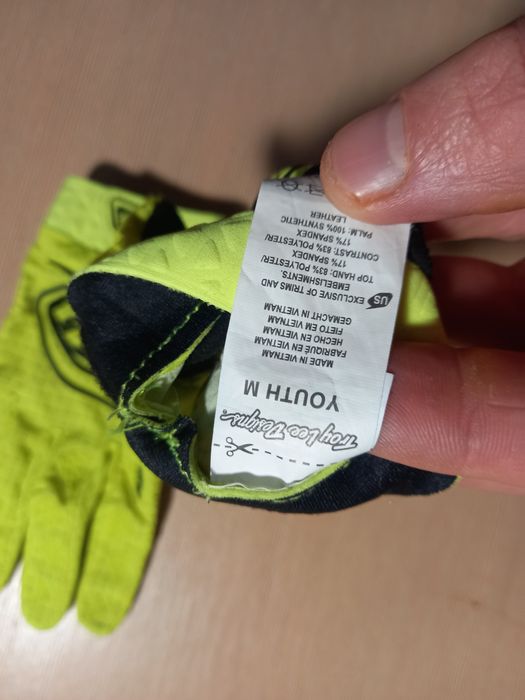 Troy Lee Designs®
YOUTH M
MADE IN VIETNAM
FABRIQUÉ EN VIETNAM
HECHO EN VIETNAM
FIETO EM VIETNAM
GEMACHT IN VIETNAM
US EXCLUSIVE OF TRIMS AND
EMBELLISHMENTS.
TOP HAND: 83% POLYESTER/
17% SPANDEX
CONTRAST: 83% POLYESTER/
17% SPANDEX
PALM: 100% SYNTHETIC
LEATHER